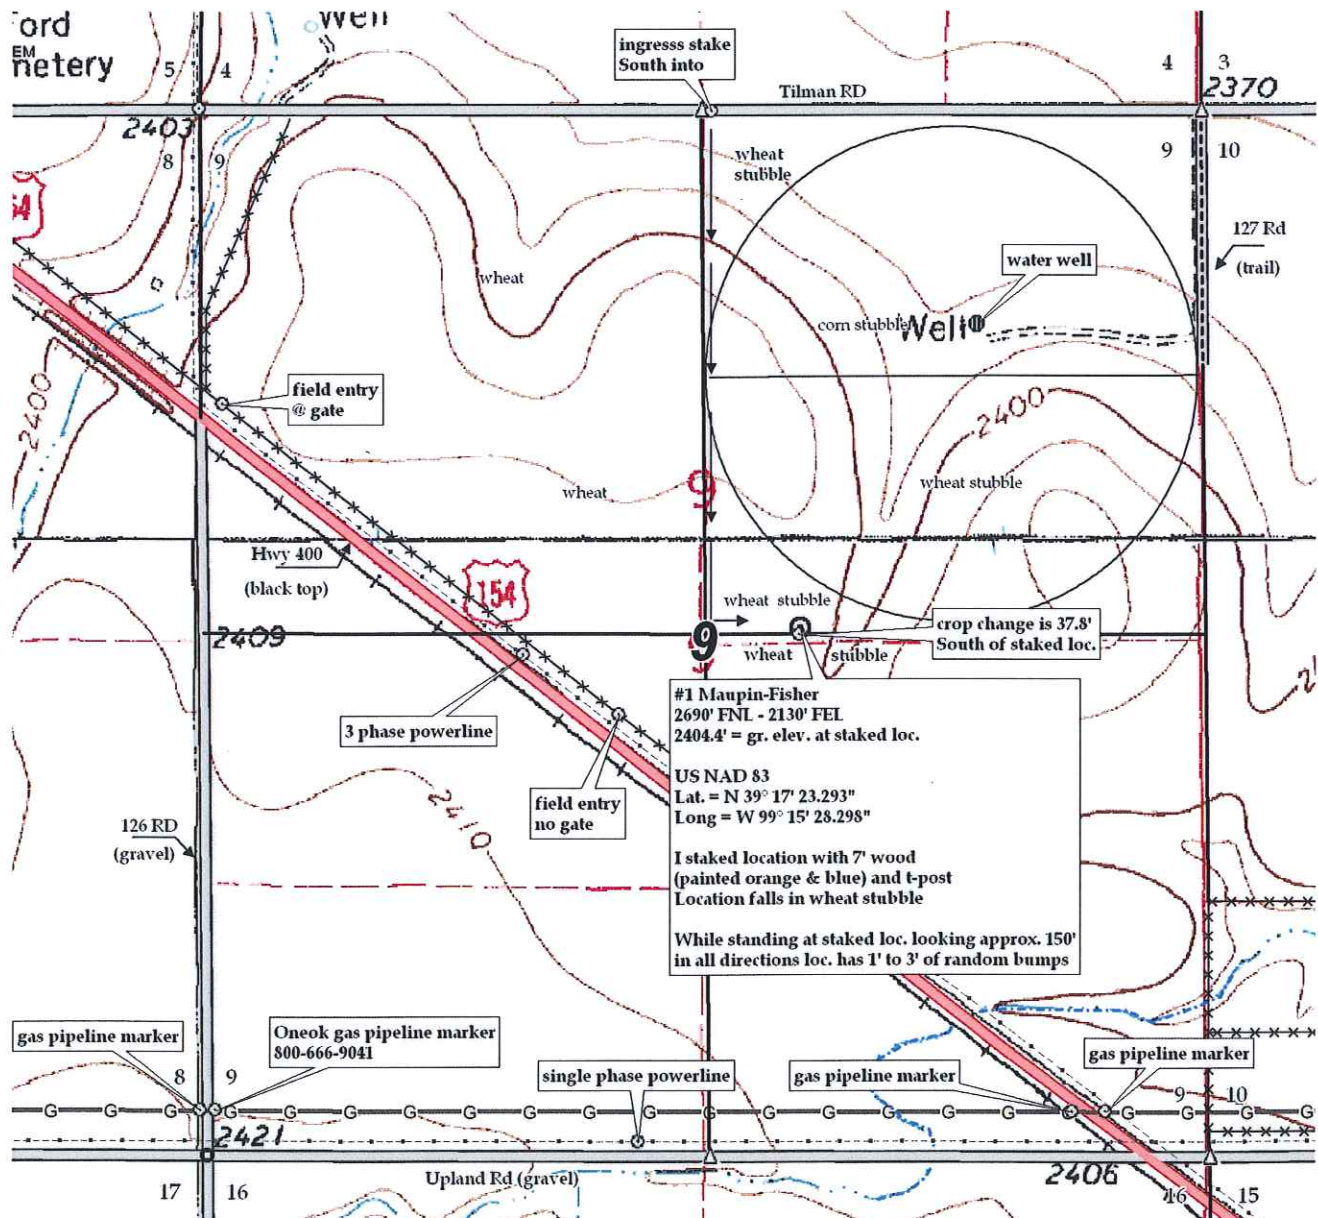 ford
EM
netery
Well
5
4
ingresss stake
South into
4
3
2370
Tilman RD
2403
8
9
wheat
stubble
9
10
54
127 Rd
(trail)
water well
wheat
corn stubble
Well
field entry
@ gate
2400
2400
wheat stubble
wheat
9
Hwy 400
(black top)
154
wheat stubble
crop change is 37.8'
South of staked loc.
2409
9
wheat
stubble
#1 Maupin-Fisher
2690' FNL - 2130' FEL
2404.4' = gr. elev. at staked loc.
US NAD 83
Lat. = N 39° 17' 23.293"
Long = W 99° 15' 28.298"
I staked location with 7' wood
(painted orange & blue) and t-post
Location falls in wheat stubble
While standing at staked loc. looking approx. 150'
in all directions loc. has 1' to 3' of random bumps
3 phase powerline
field entry
no gate
2410
126 RD
(gravel)
gas pipeline marker
Oneok gas pipeline marker
800-666-9041
8
9
single phase powerline
gas pipeline marker
gas pipeline marker
9
10
G G G G G G G G G G G G G G G G G G G G G
2421
Upland Rd (gravel)
2406
17
16
16
15